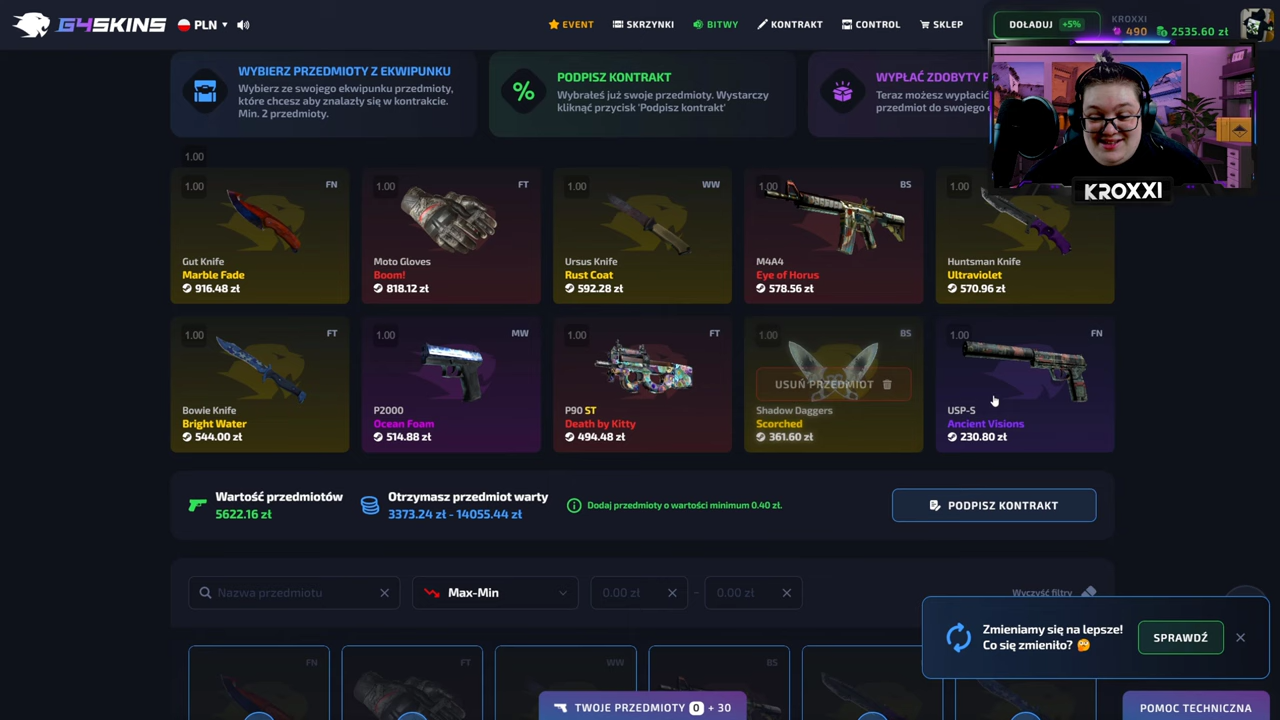 G4SKINS
PLN
EVENT
SKRZYNKI
BITWY
KONTRAKT
CONTROL
SKLEP
DOŁADUJ +5%
KROXXI
490 2535.60 zł
WYBIERZ PRZEDMIOTY Z EKWIPUNKU
Wybierz ze swojego ekwipunku przedmioty,
które chcesz aby znalazły się w kontrakcie.
Min. 2 przedmioty.
%
PODPISZ KONTRAKT
Wybrałeś już swoje przedmioty. Wystarczy
kliknąć przycisk 'Podpisz kontrakt'
WYPŁAĆ ZDOBYTY P
Teraz możesz wypłacić
przedmiot do swojego
KROXXI
1.00
1.00 FN
Gut Knife
Marble Fade
916.48 zł
1.00 FT
Moto Gloves
Boom!
818.12 zł
1.00 WW
Ursus Knife
Rust Coat
592.28 zł
1.00 BS
M4A4
Eye of Horus
578.56 zł
1.00
Huntsman Knife
Ultraviolet
570.96 zł
1.00 FT
Bowie Knife
Bright Water
544.00 zł
1.00 MW
P2000
Ocean Foam
514.88 zł
1.00 FT
P90 ST
Death by Kitty
494.48 zł
1.00 BS
USUŃ PRZEDMIOT
Shadow Daggers
Scorched
361.60 zł
1.00 FN
USP-S
Ancient Visions
230.80 zł
Wartość przedmiotów
5622.16 zł
Otrzymasz przedmiot warty
3373.24 zł - 14055.44 zł
Dodaj przedmioty o wartości minimum 0.40 zł.
PODPISZ KONTRAKT
Nazwa przedmiotu
Max-Min
0.00 zł
-
0.00 zł
Wyczyść filtry
Zmieniamy się na lepsze!
Co się zmieniło?
SPRAWDŹ
FN
FT
WW
BS
TWOJE PRZEDMIOTY 0 + 30
POMOC TECHNICZNA